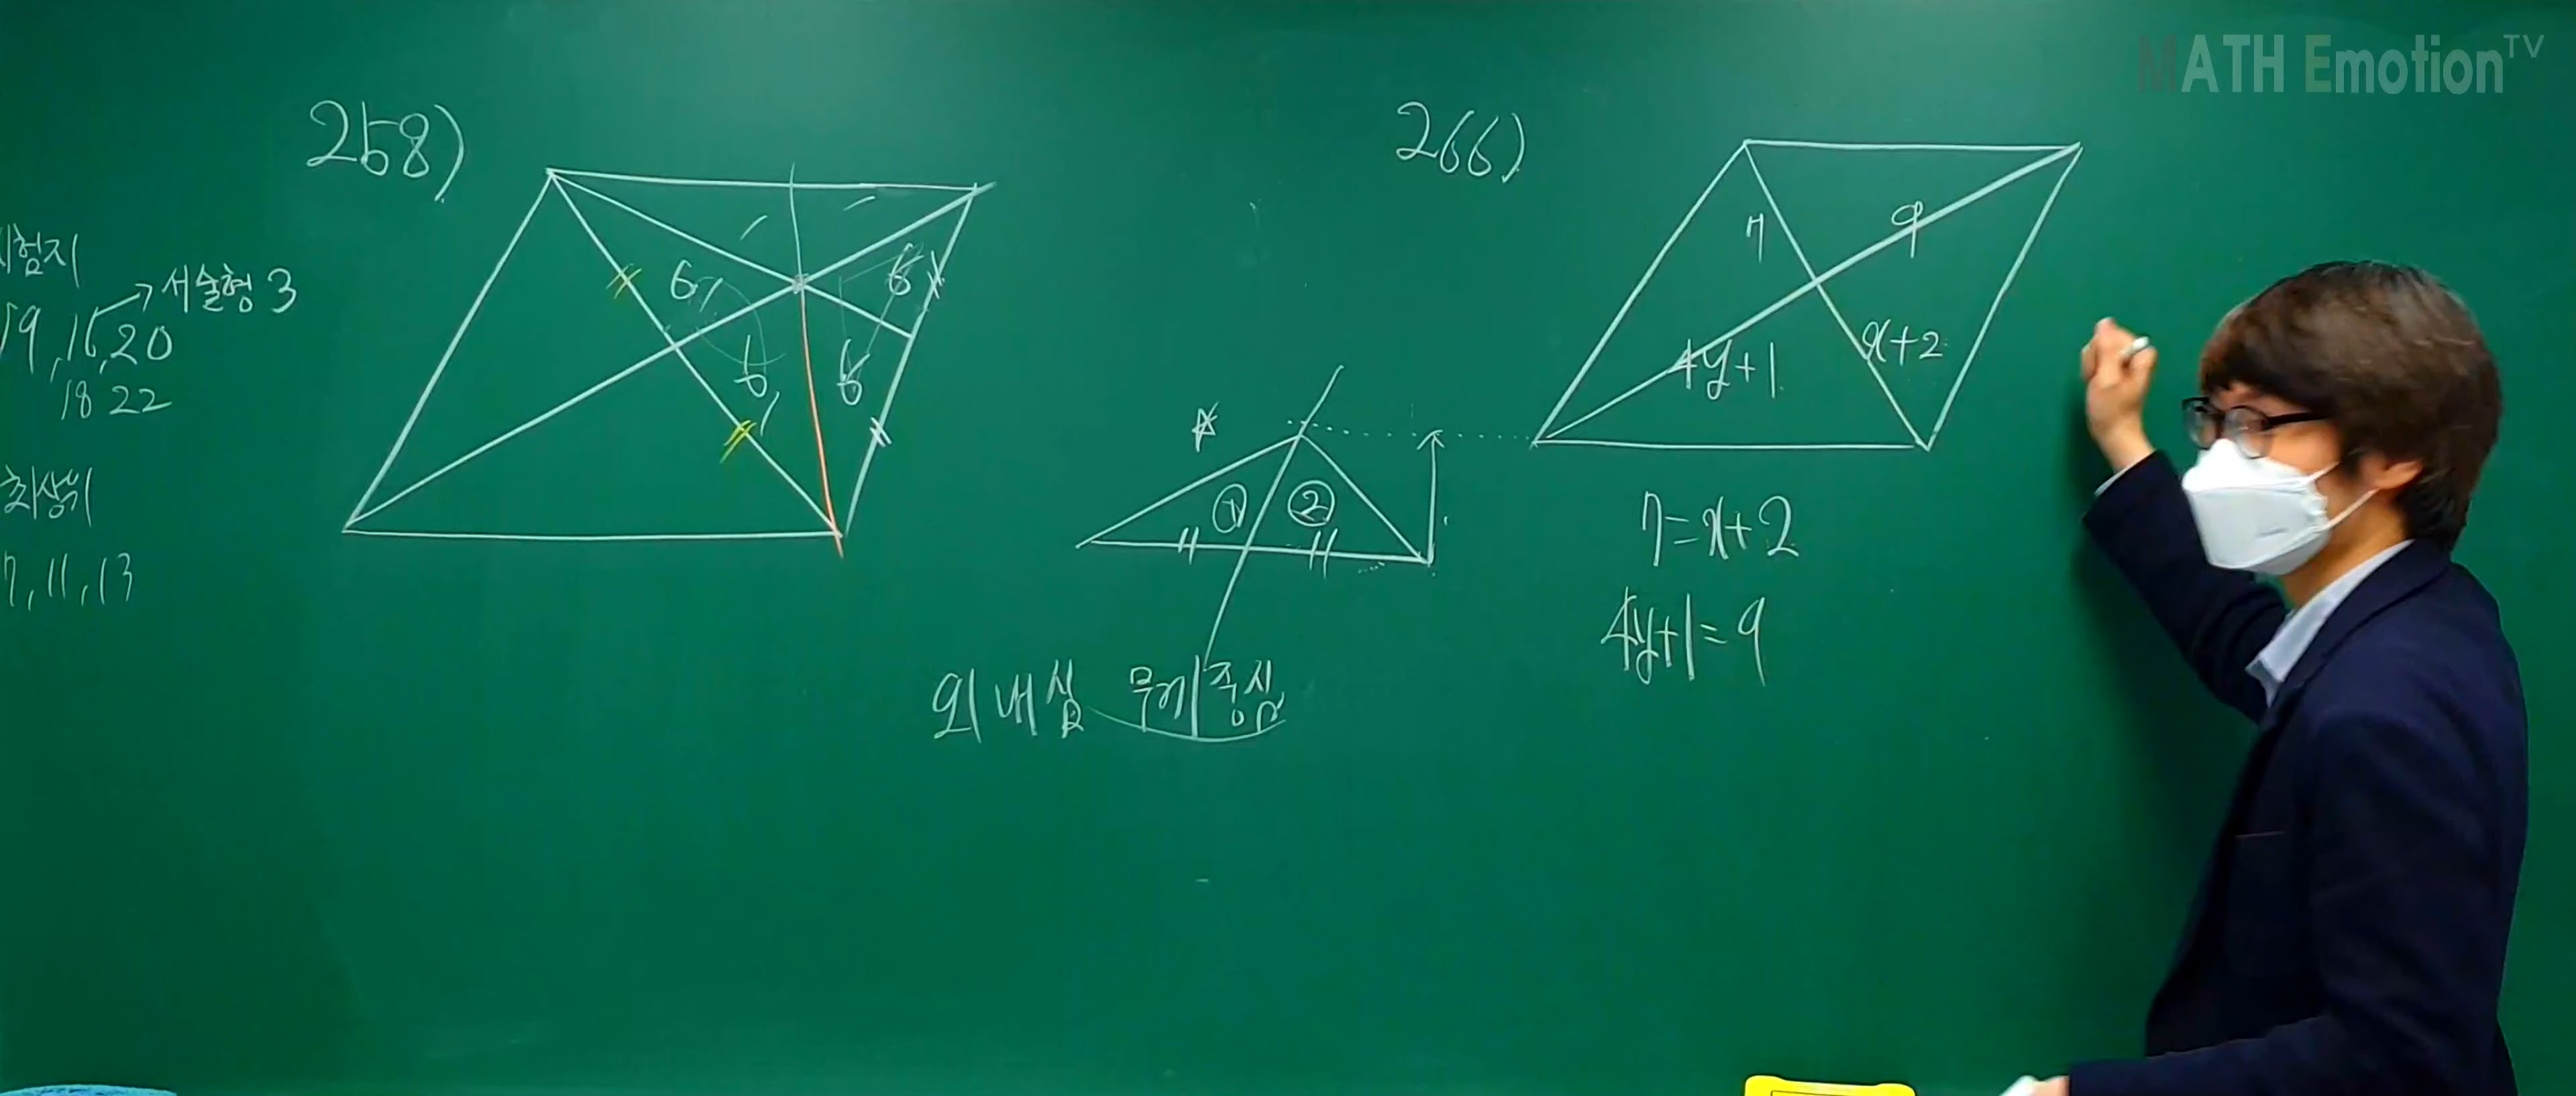 MATH Emotion TV
258)
6
6
6
6
시험지
19, 16, 20
→ 서술형 3
18 22
최상위
7, 11, 13
① ②
외 내심 무게중심
266)
7
9
4y+1
x+2
7=x+2
4y+1=9